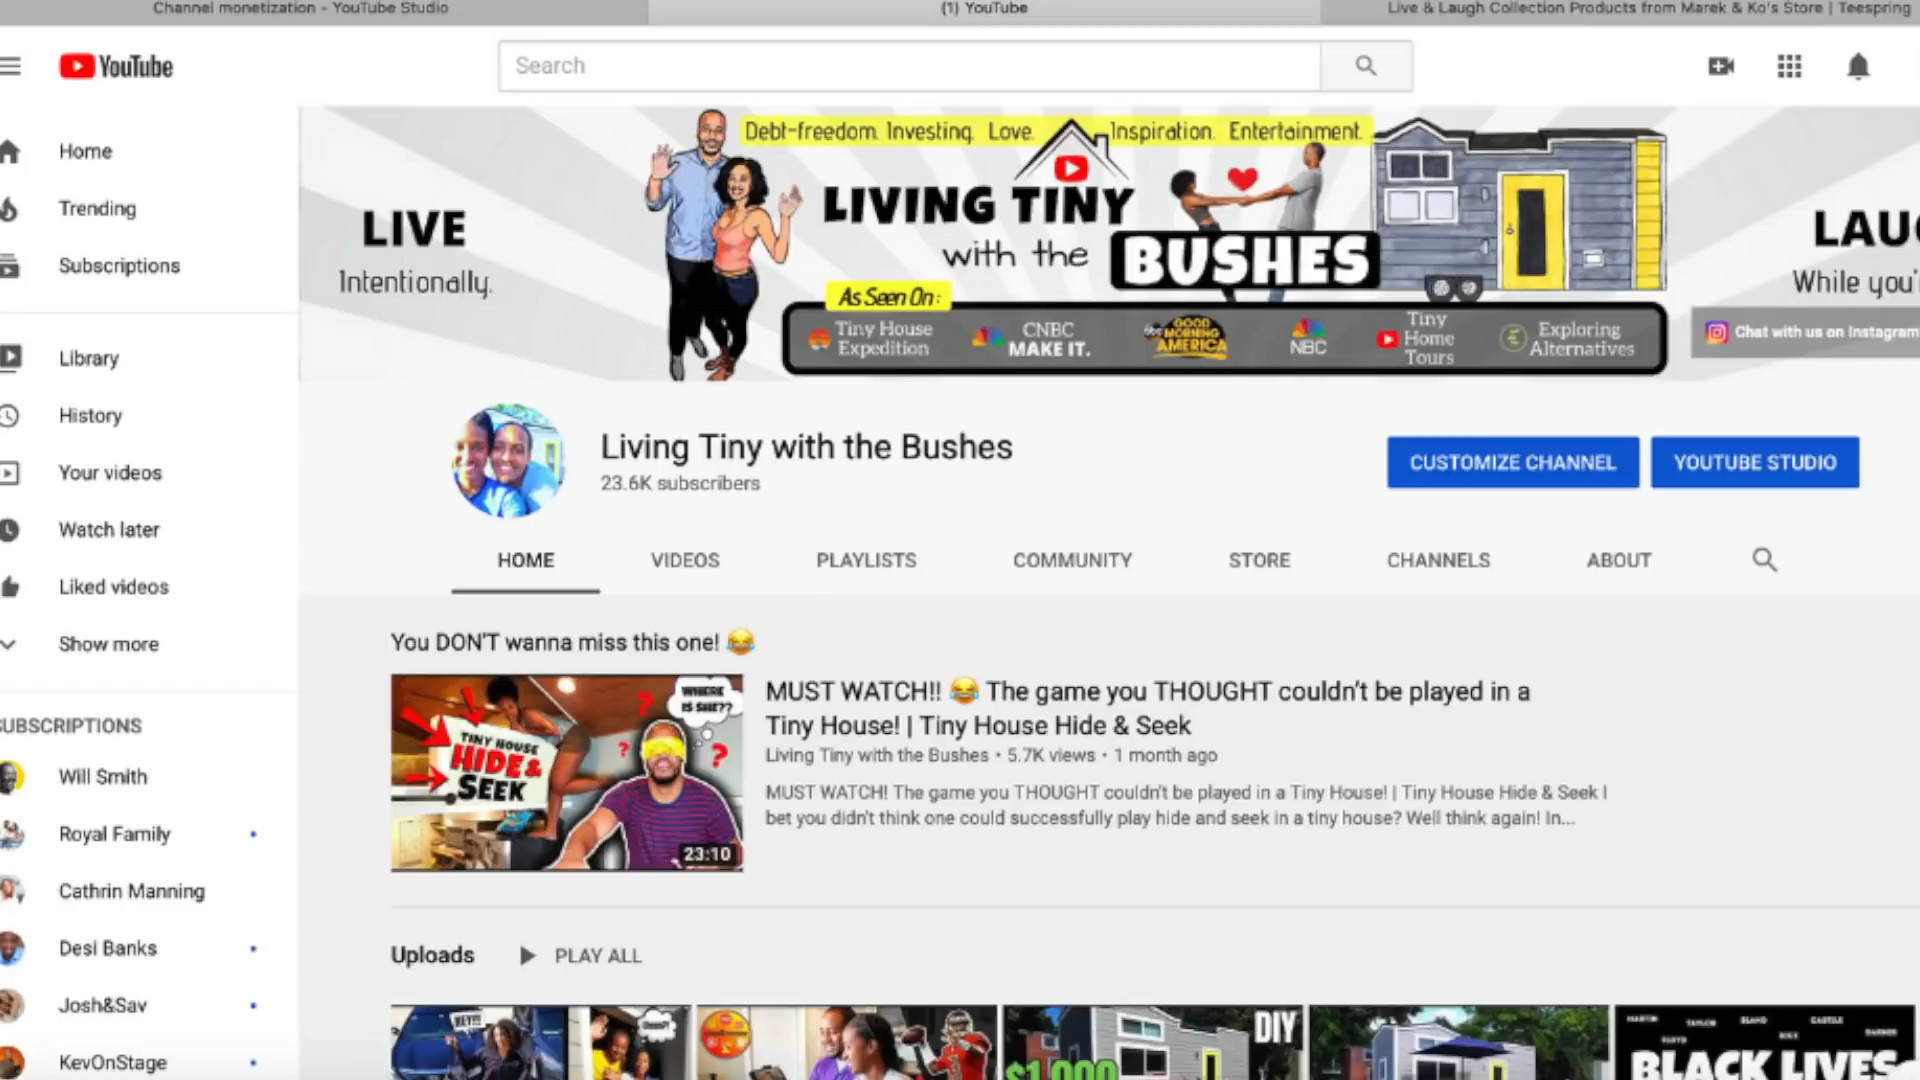 Channel monetization - YouTube Studio
(1) YouTube
Live & Laugh Collection Products from Marek & Ko's Store | Teespring
YouTube
Search
Home
Trending
Subscriptions
Library
History
Your videos
Watch later
Liked videos
Show more
SUBSCRIPTIONS
Will Smith
Royal Family
Cathrin Manning
Desi Banks
Josh&Sav
KevOnStage
Debt-freedom. Investing. Love. Inspiration. Entertainment.
LIVE
Intentionally.
LIVING TINY
with the BUSHES
LAUG
While you'
As Seen On:
Tiny House
Expedition
CNBC
MAKE IT.
abc GOOD
MORNING
AMERICA
NBC
Tiny
Home
Tours
Exploring
Alternatives
Chat with us on Instagram
Living Tiny with the Bushes
23.6K subscribers
CUSTOMIZE CHANNEL
YOUTUBE STUDIO
HOME
VIDEOS
PLAYLISTS
COMMUNITY
STORE
CHANNELS
ABOUT
You DON'T wanna miss this one! 😂
WHERE
IS SHE??
TINY HOUSE
HIDE &
SEEK
? ? ?
23:10
MUST WATCH!! 😂 The game you THOUGHT couldn't be played in a
Tiny House! | Tiny House Hide & Seek
Living Tiny with the Bushes • 5.7K views • 1 month ago
MUST WATCH! The game you THOUGHT couldn't be played in a Tiny House! | Tiny House Hide & Seek I
bet you didn't think one could successfully play hide and seek in a tiny house? Well think again! In...
Uploads
PLAY ALL
HEY!!!
$1,000
DIY
BLACK LIVES